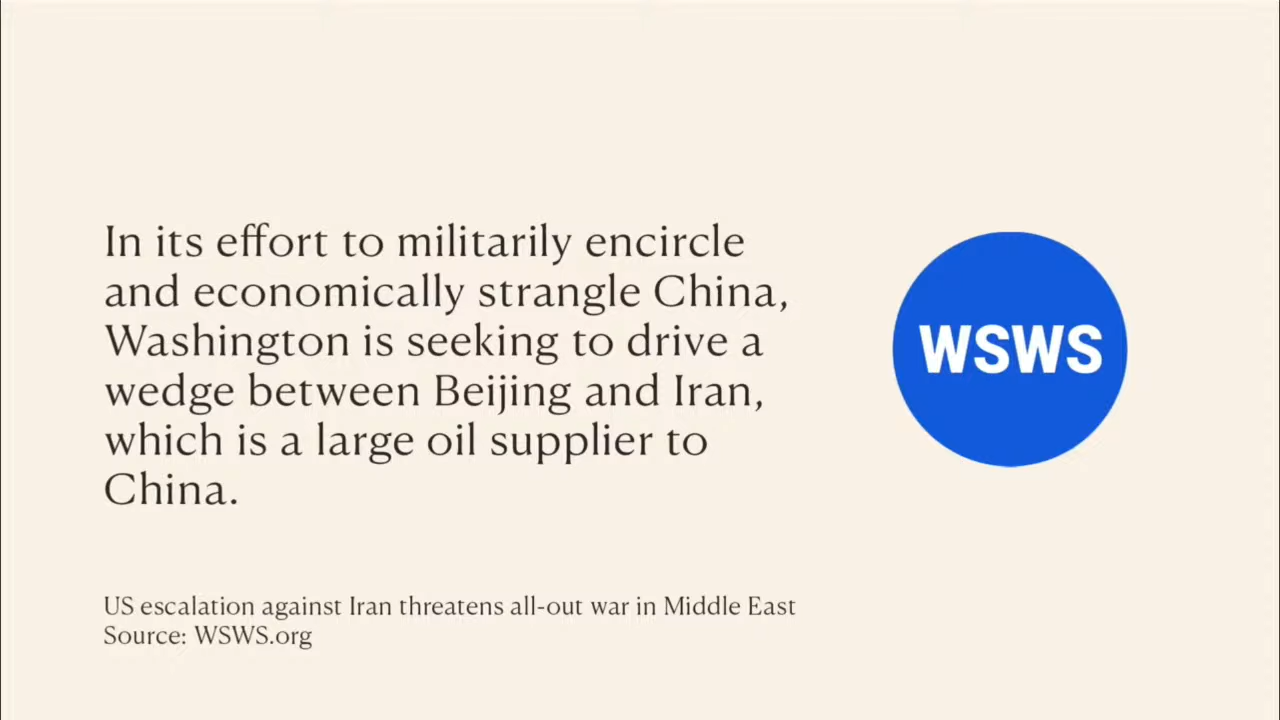 In its effort to militarily encircle
and economically strangle China,
Washington is seeking to drive a
wedge between Beijing and Iran,
which is a large oil supplier to
China.
WSWS
US escalation against Iran threatens all-out war in Middle East
Source: WSWS.org